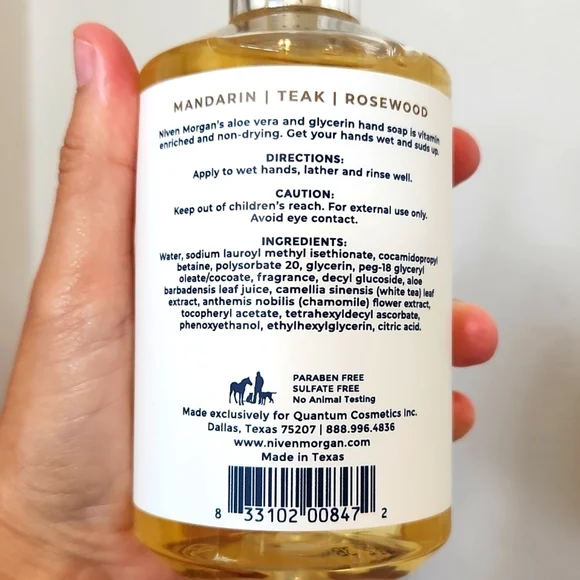 MANDARIN | TEAK | ROSEWOOD
Niven Morgan's aloe vera and glycerin hand soap is vitamin
enriched and non-drying. Get your hands wet and suds up.
DIRECTIONS:
Apply to wet hands, lather and rinse well.
CAUTION:
Keep out of children's reach. For external use only.
Avoid eye contact.
INGREDIENTS:
Water, sodium lauroyl methyl isethionate, cocamidopropyl
betaine, polysorbate 20, glycerin, peg-18 glyceryl
oleate/cocoate, fragrance, decyl glucoside, aloe
barbadensis leaf juice, camellia sinensis (white tea) leaf
extract, anthemis nobilis (chamomile) flower extract,
tocopheryl acetate, tetrahexyldecyl ascorbate,
phenoxyethanol, ethylhexylglycerin, citric acid.
PARABEN FREE
SULFATE FREE
No Animal Testing
Made exclusively for Quantum Cosmetics Inc.
Dallas, Texas 75207 | 888.996.4836
www.nivenmorgan.com
Made in Texas
8 33102 00847 2